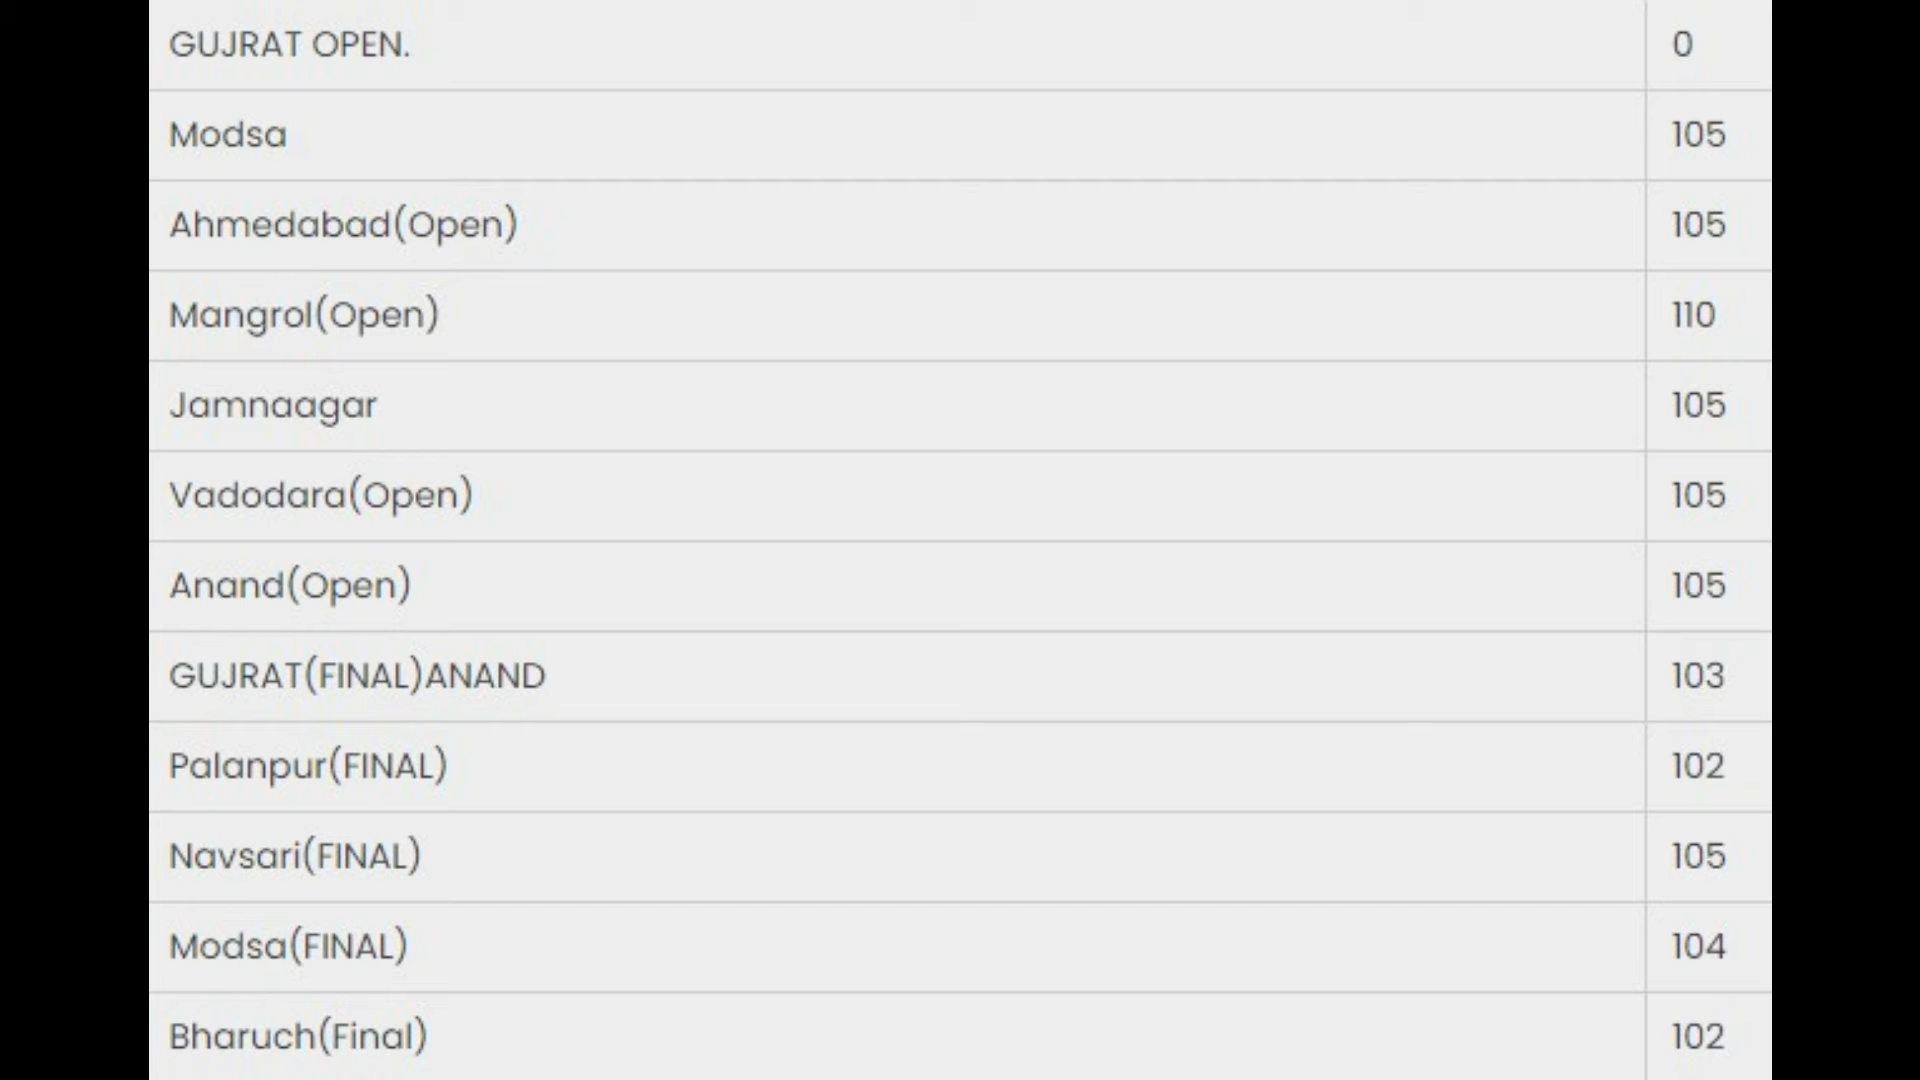 GUJRAT OPEN. 0
Modsa 105
Ahmedabad(Open) 105
Mangrol(Open) 110
Jamnaagar 105
Vadodara(Open) 105
Anand(Open) 105
GUJRAT(FINAL)ANAND 103
Palanpur(FINAL) 102
Navsari(FINAL) 105
Modsa(FINAL) 104
Bharuch(Final) 102